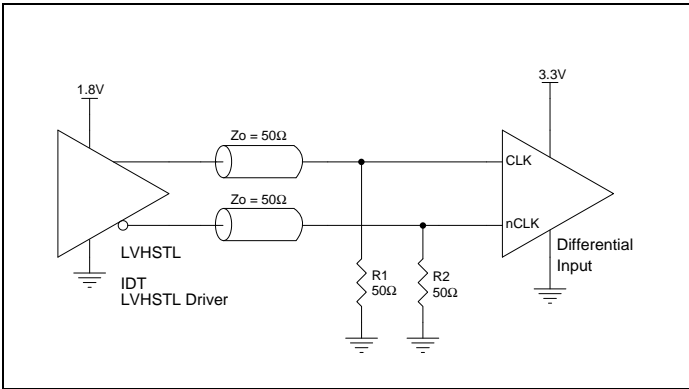 1.8V
3.3V
Zo = 50Ω
CLK
Zo = 50Ω
nCLK
LVHSTL
IDT
LVHSTL Driver
R1
50Ω
R2
50Ω
Differential
Input